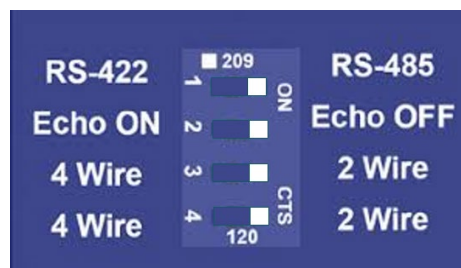 209
RS-422 1 ON RS-485
Echo ON 2 Echo OFF
4 Wire 3 2 Wire
4 Wire 4 CTS 2 Wire
120